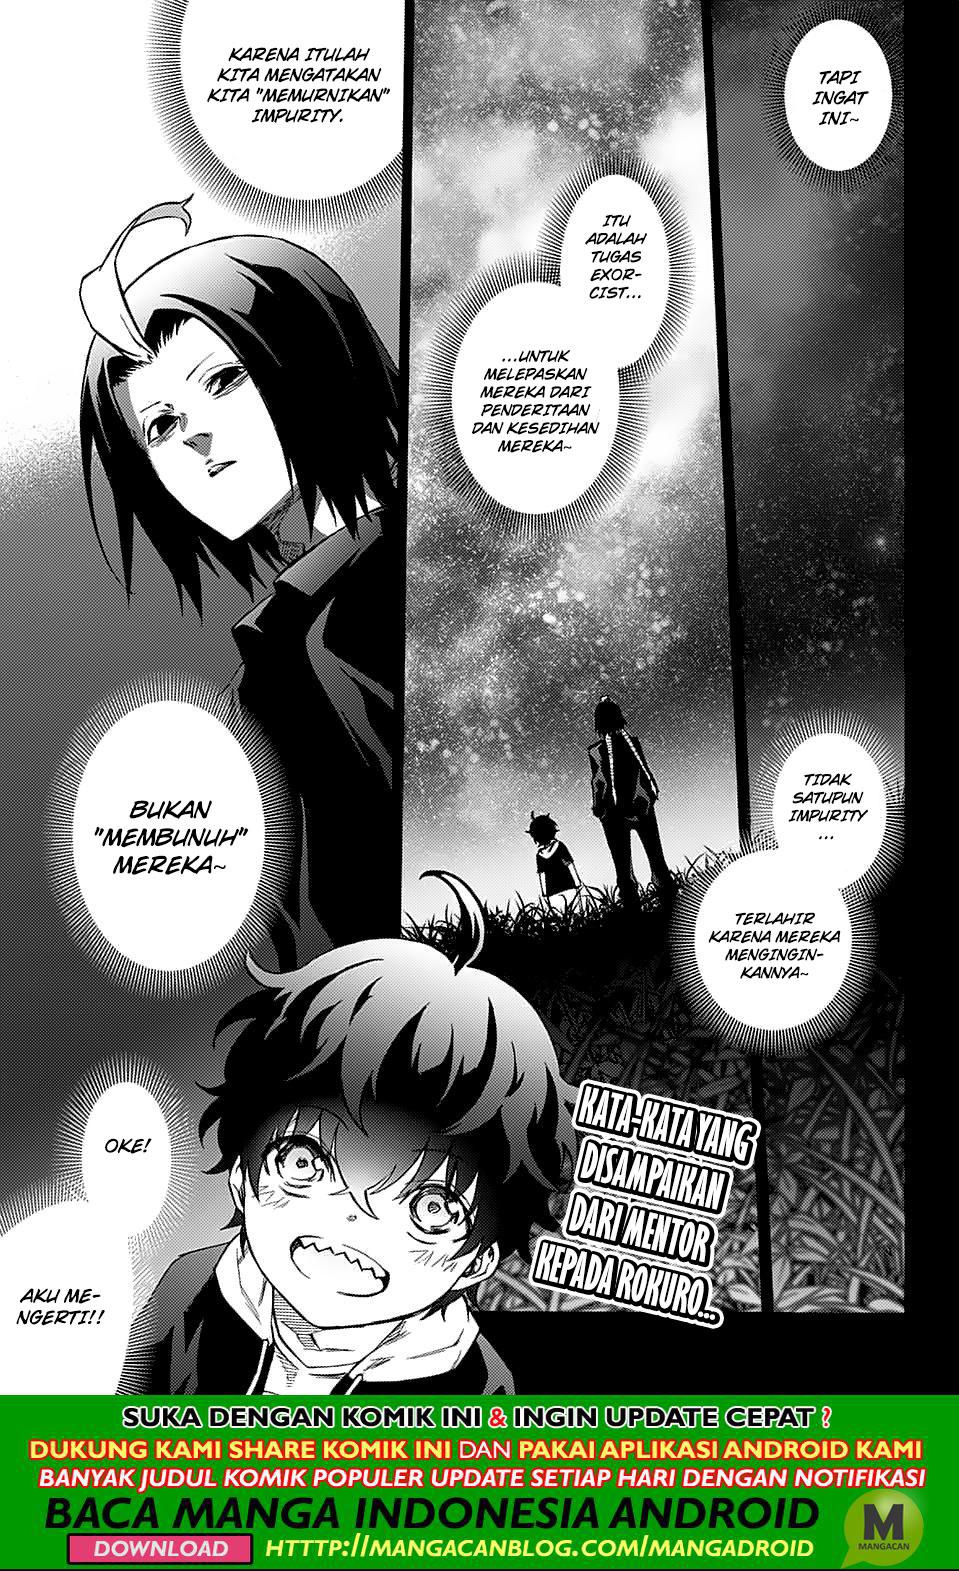 TAPI
INGAT
INI~
TIDAK
SATUPUN
IMPURITY
...
TERLAHIR
KARENA MEREKA
MENGINGIN-
KANNYA~
ITU
ADALAH
TUGAS
EXOR-
CIST...
...UNTUK
MELEPASKAN
MEREKA DARI
PENDERITAAN
DAN KESEDIHAN
MEREKA~
KARENA ITULAH
KITA MENGATAKAN
KITA "MEMURNIKAN"
IMPURITY.
BUKAN
"MEMBUNUH"
MEREKA~
OKE!
AKU ME-
NGERTI!!
KATA-KATA YANG
DISAMPAIKAN
DARI MENTOR
KEPADA ROKURO...
SUKA DENGAN KOMIK INI & INGIN UPDATE CEPAT ?
DUKUNG KAMI SHARE KOMIK INI DAN PAKAI APLIKASI ANDROID KAMI
BANYAK JUDUL KOMIK POPULER UPDATE SETIAP HARI DENGAN NOTIFIKASI
BACA MANGA INDONESIA ANDROID
DOWNLOAD HTTTP://MANGACANBLOG.COM/MANGADROID
M
MANGACAN